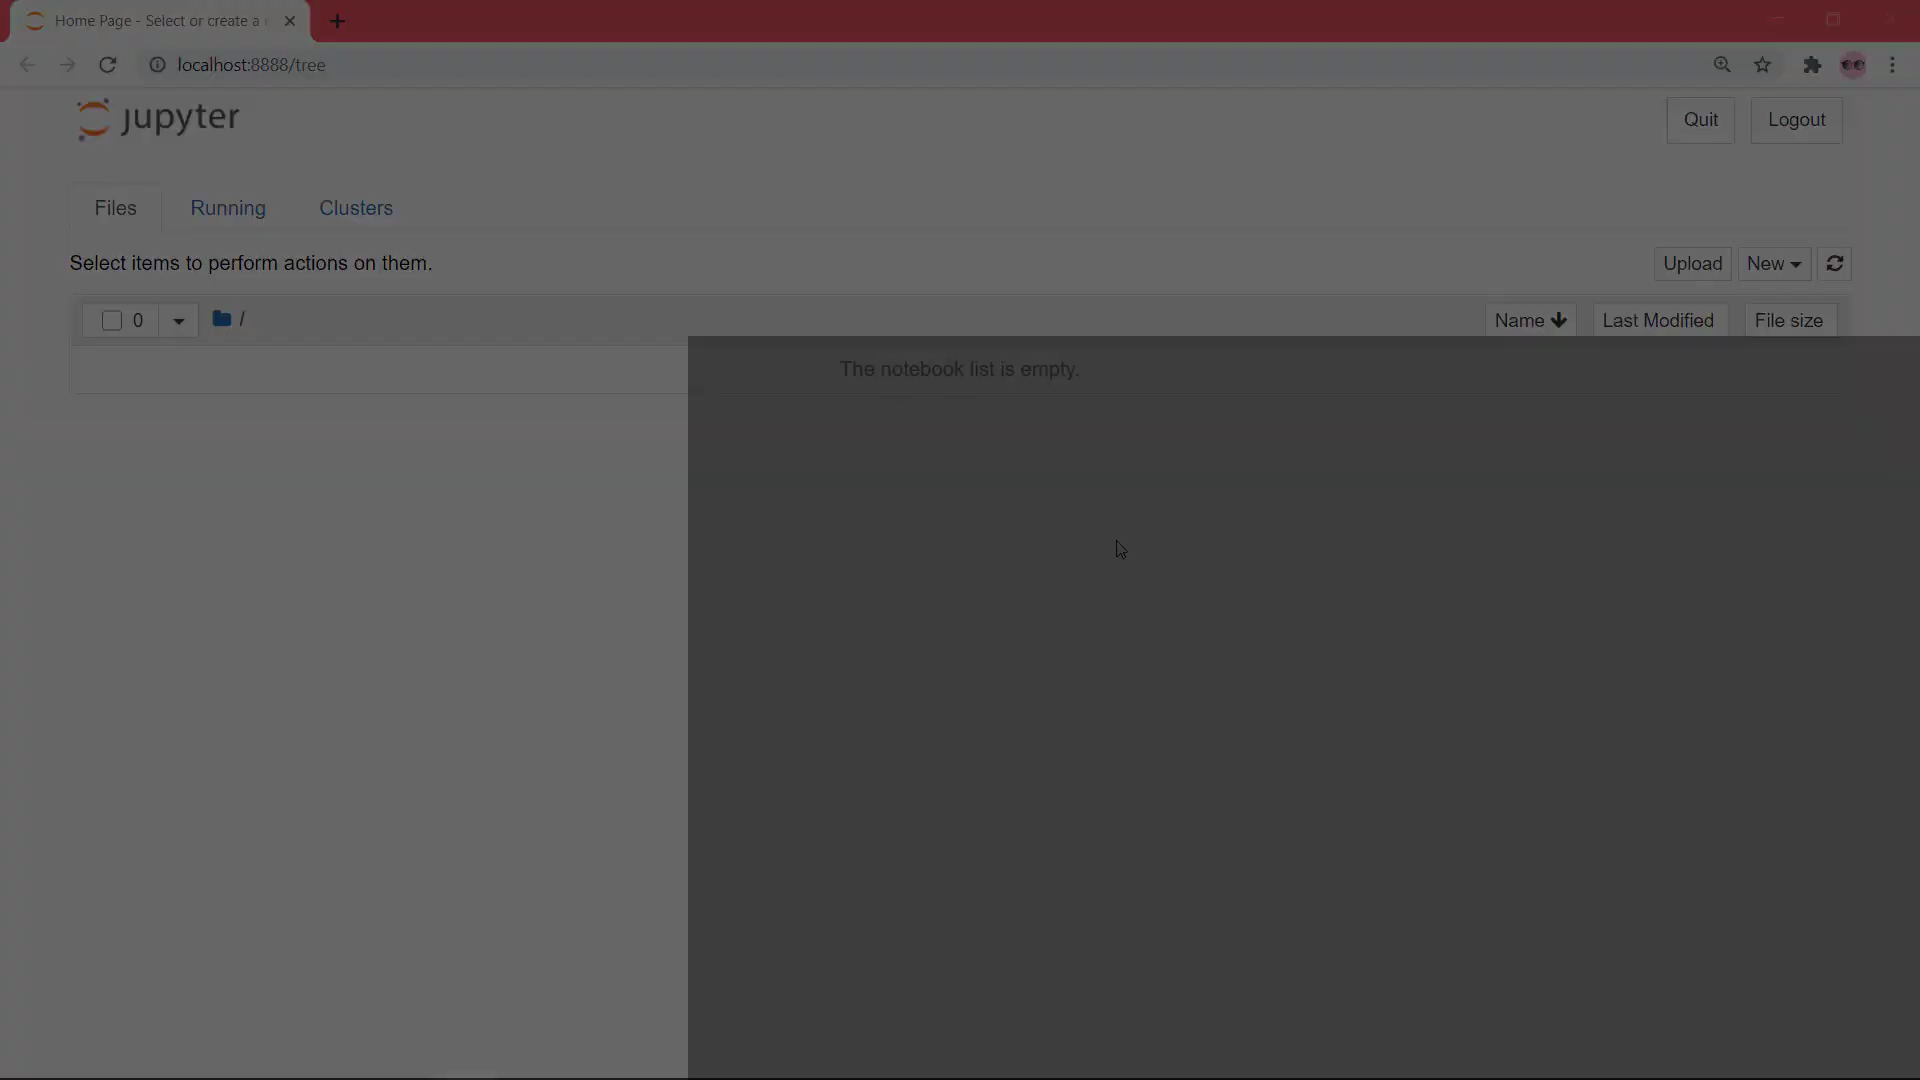 Home Page - Select or create a
localhost:8888/tree
jupyter
Quit
Logout
Files
Running
Clusters
Select items to perform actions on them.
Upload
New
0
/
Name
Last Modified
File size
The notebook list is empty.